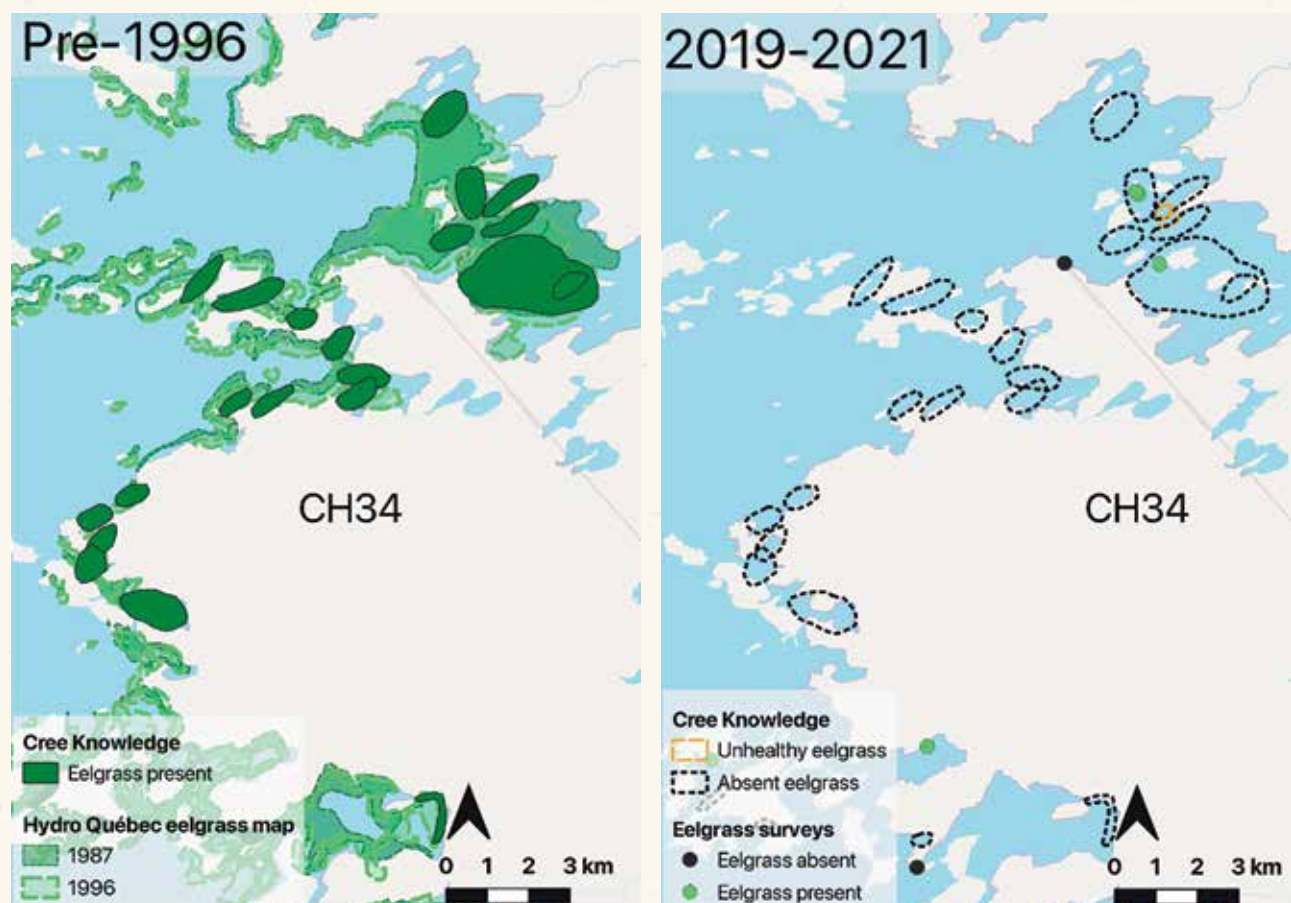 Pre-1996
CH34
Cree Knowledge
Eelgrass present
Hydro Québec eelgrass map
1987
1996
0 1 2 3 km
2019-2021
CH34
Cree Knowledge
Unhealthy eelgrass
Absent eelgrass
Eelgrass surveys
Eelgrass absent
Eelgrass present
0 1 2 3 km